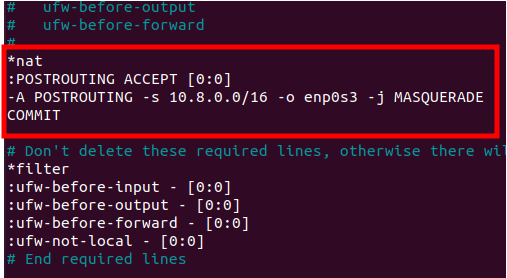 #   ufw-before-output
#   ufw-before-forward
#
*nat
:POSTROUTING ACCEPT [0:0]
-A POSTROUTING -s 10.8.0.0/16 -o enp0s3 -j MASQUERADE
COMMIT
# Don't delete these required lines, otherwise there
*filter
:ufw-before-input - [0:0]
:ufw-before-output - [0:0]
:ufw-before-forward - [0:0]
:ufw-not-local - [0:0]
# End required lines